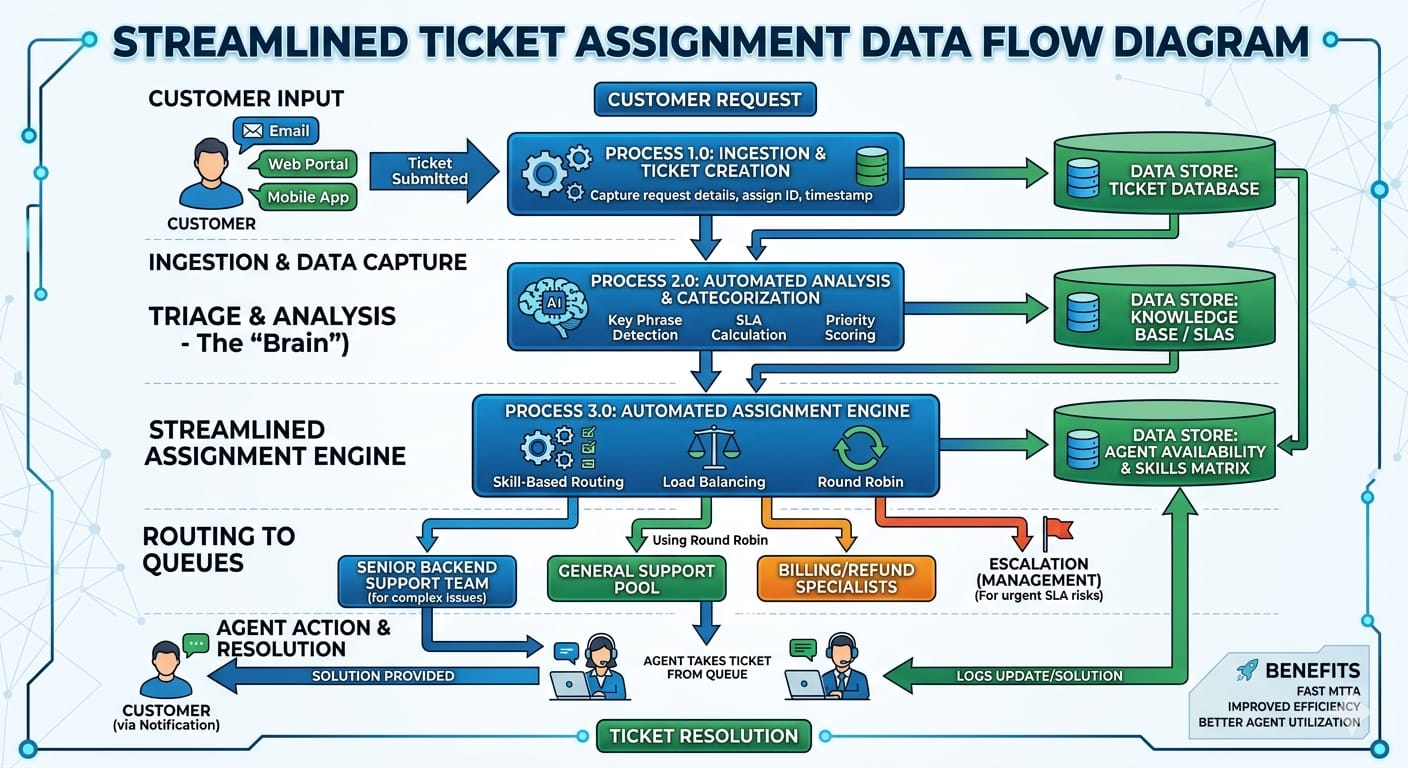 STREAMLINED TICKET ASSIGNMENT DATA FLOW DIAGRAM
CUSTOMER INPUT
CUSTOMER REQUEST
Email
Web Portal
Mobile App
CUSTOMER
Ticket
Submltted
PROCESS 1.0: INGESTION &
TICKET CREATION
Capture request details, assign ID, timestamp
DATA STORE:
TICKET DATABASE
INGESTION & DATA CAPTURE
TRIAGE & ANALYSIS
- The “Brain”)
PROCESS 2.0: AUTOMATED ANALYSIS
& CATEGORIZATION
AI
Key Phrase
Detection
SLA
Calculation
Priority
Scoring
DATA STORE:
KNOWLEDGE
BASE / SLAS
STREAMLINED
ASSIGNMENT ENGINE
PROCESS 3.0: AUTOMATED ASSIGNMENT ENGINE
Skill-Based Routing
Load Balancing
Round Robin
DATA STORE:
AGENT AVAILABILITY
& SKILLS MATRIX
ROUTING TO
QUEUES
Using Round Robin
SENIOR BACKEND
SUPPORT TEAM
(for complex issues)
GENERAL SUPPORT
POOL
BILLING/REFUND
SPECIALISTS
ESCALATION
(MANAGEMENT)
(For urgent SLA risks)
AGENT ACTION &
RESOLUTION
SOLUTION PROVIDED
CUSTOMER
(via Notification)
AGENT TAKES TICKET
FROM QUEUE
LOGS UPDATE/SOLUTION
BENEFITS
FAST MTTA
IMPROVED EFFICIENCY
BETTER AGENT UTILIZATION
TICKET RESOLUTION